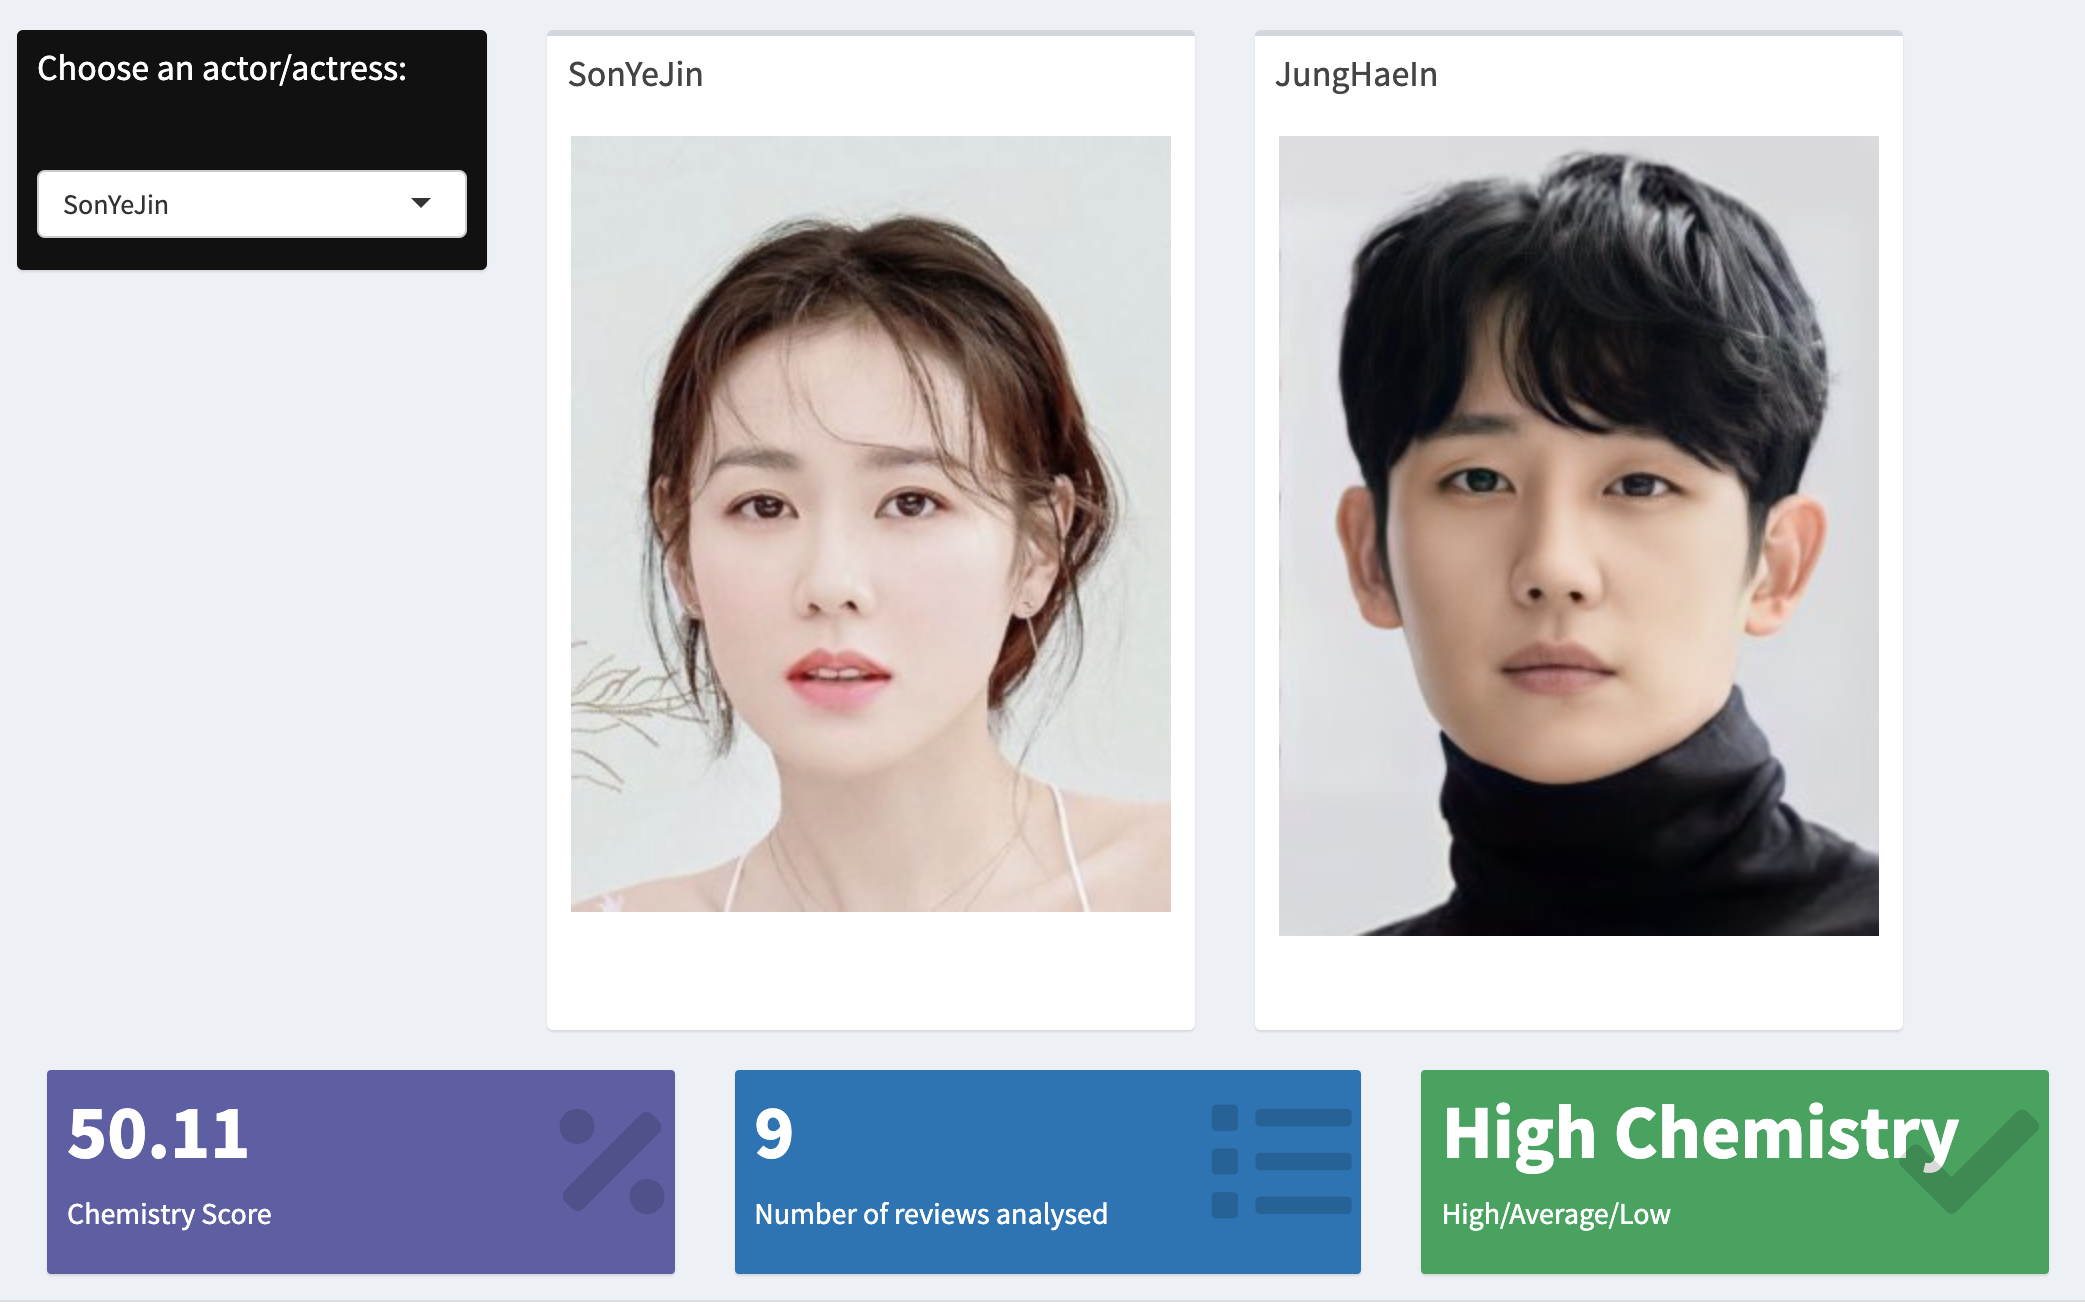 Choose an actor/actress:
SonYeJin
SonYeJin
JungHaeIn
50.11
Chemistry Score
9
Number of reviews analysed
High Chemistry
High/Average/Low